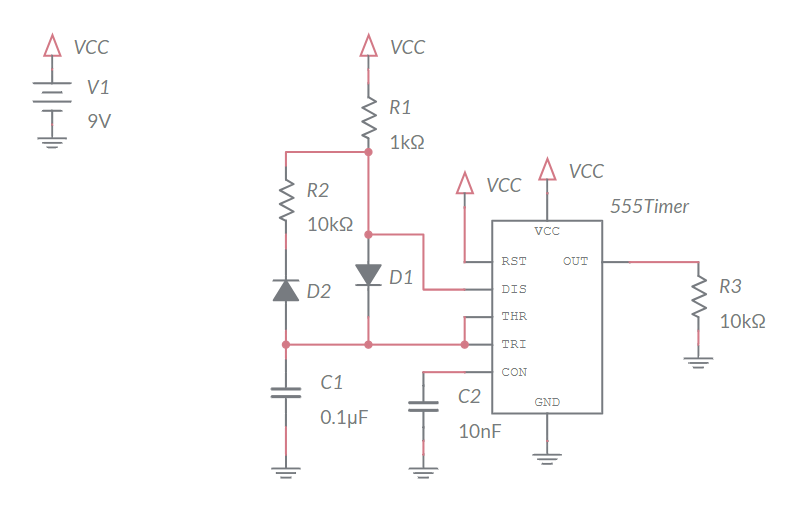 VCC
VCC
V1
9V
R1
1kΩ
VCC
VCC
R2
10kΩ
555Timer
VCC
RST
OUT
D2
D1
DIS
R3
10kΩ
THR
TRI
C1
0.1µF
CON
C2
10nF
GND